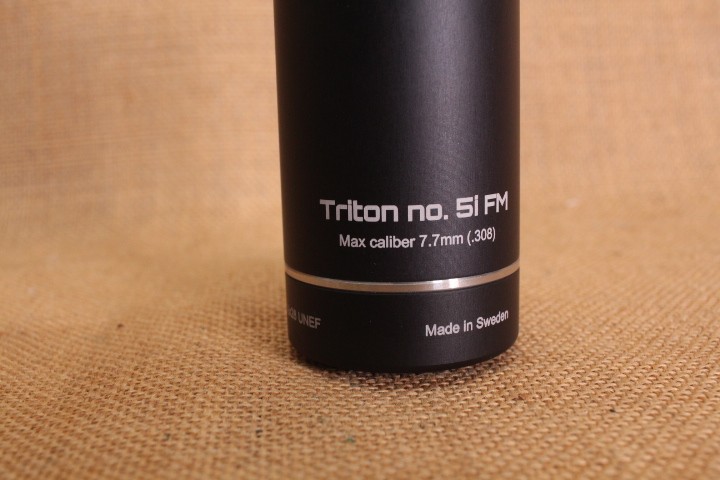 Triton no. 5i FM
Max caliber 7.7mm (.308)
UNEF
Made in Sweden